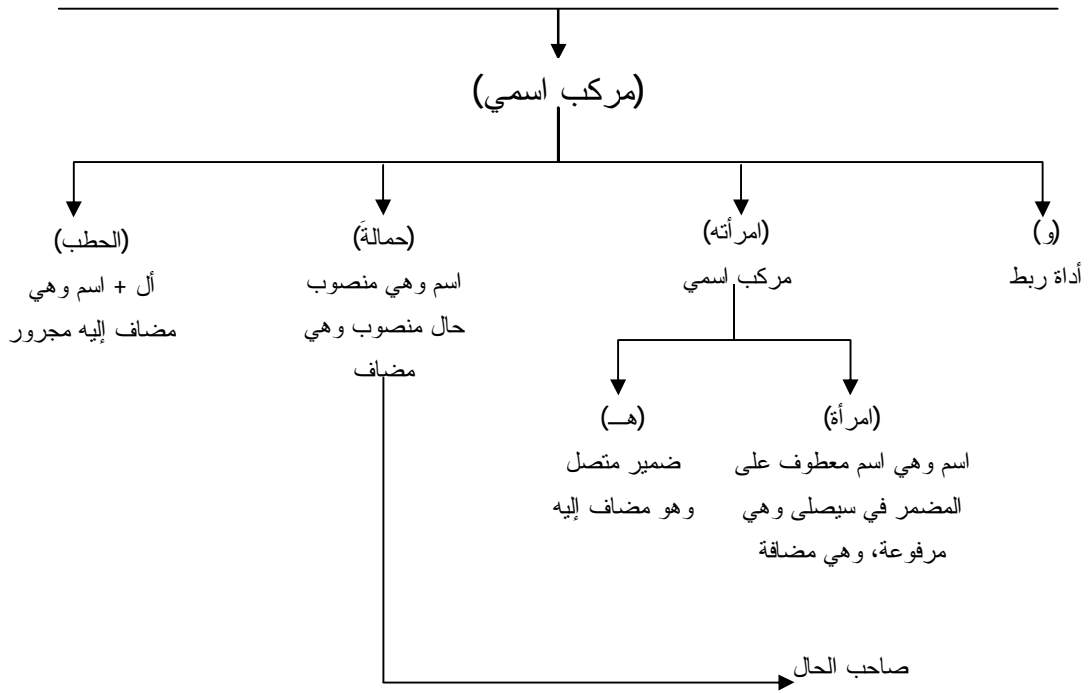 (مركب اسمي)
(و)
أداة ربط
(امرأته)
مركب اسمي
(حمالةَ)
اسم وهي منصوب
حال منصوب وهي
مضاف
(الحطب)
أل + اسم وهي
مضاف إليه مجرور
(امرأة)
اسم وهي اسم معطوف على
المضمر في سيصلى وهي
مرفوعة، وهي مضافة
(هـــ)
ضمير متصل
وهو مضاف إليه
صاحب الحال